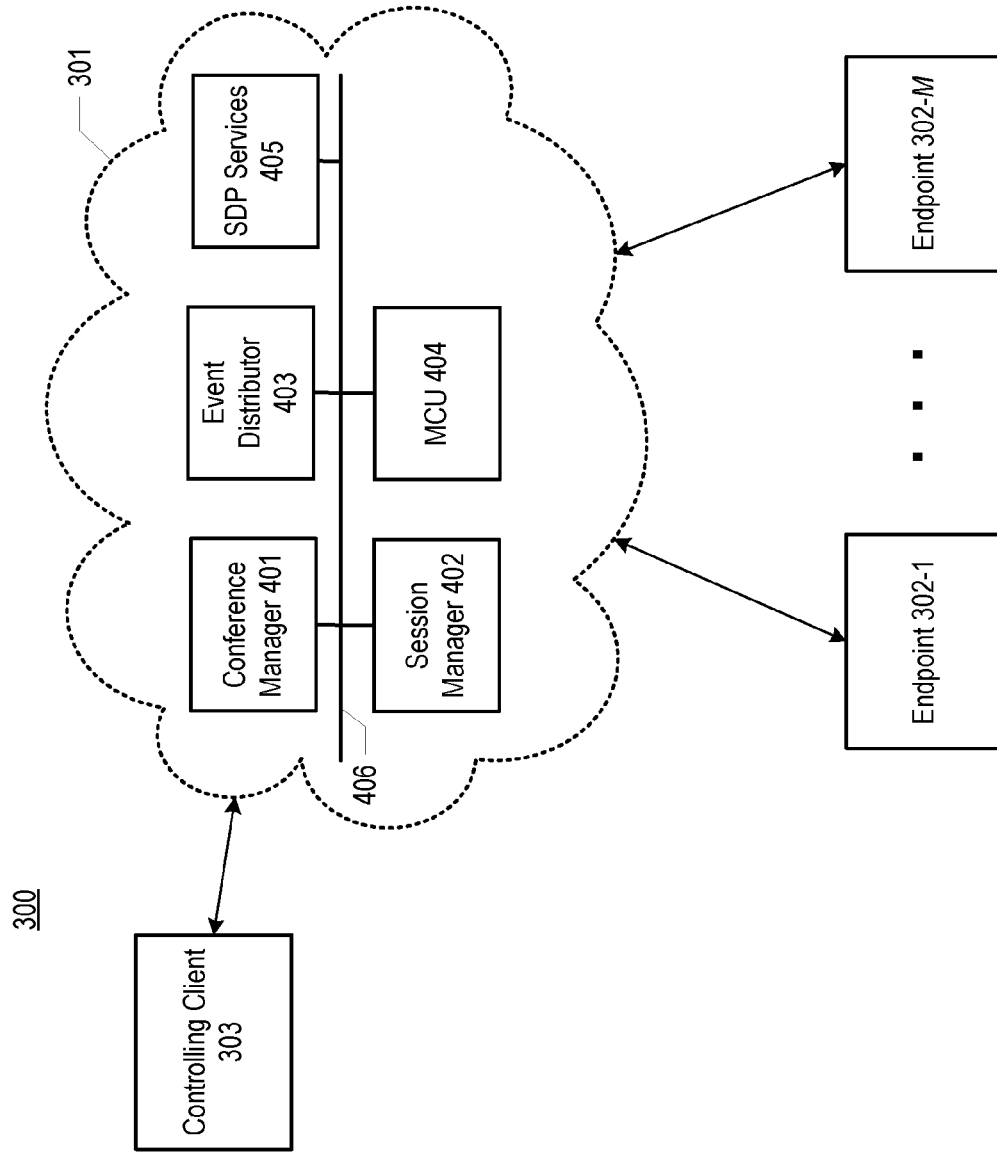 300
Controlling Client
303
301
Conference
Manager 401
Event
Distributor
403
SDP Services
405
406
Session
Manager 402
MCU 404
Endpoint 302-1
Endpoint 302-M